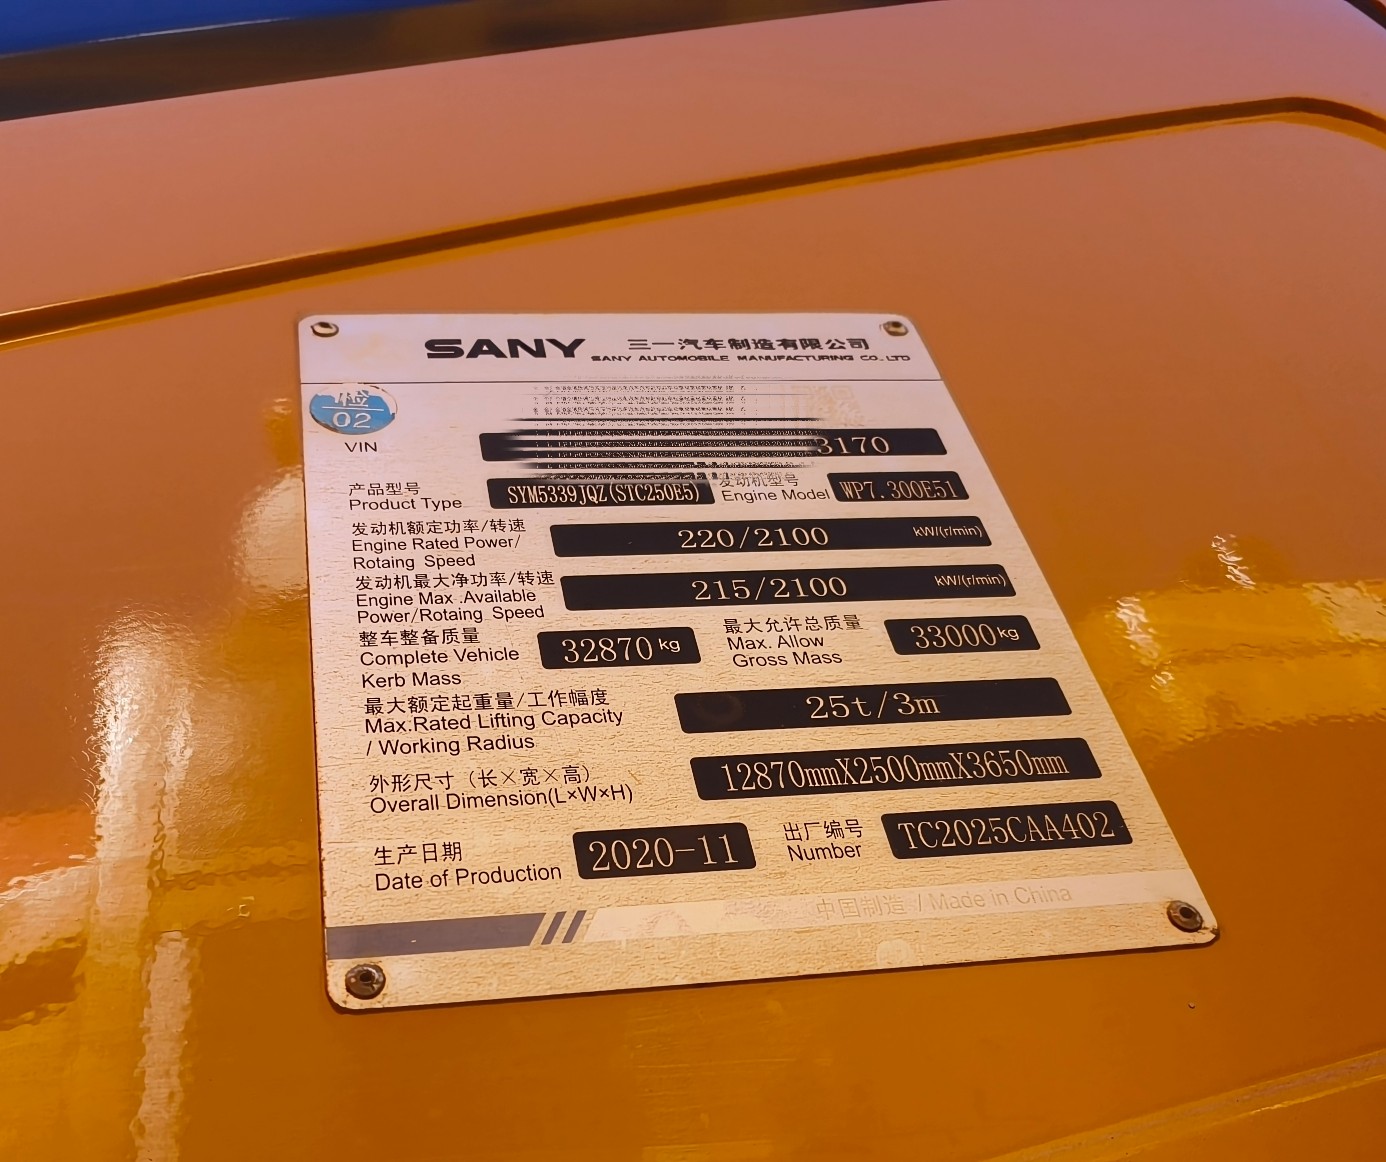 SANY 三一汽车制造有限公司
SANY AUTOMOBILE MANUFACTURING CO., LTD
检
02
VIN 3170
产品型号
Product Type SYM5339JQZ(STC250E5)
发动机型号
Engine Model WP7.300E51
发动机额定功率/转速
Engine Rated Power/
Rotaing Speed
220/2100 kW/(r/min)
发动机最大净功率/转速
Engine Max .Available
Power/Rotaing Speed
215/2100 kW/(r/min)
整车整备质量
Complete Vehicle
Kerb Mass
32870 kg
最大允许总质量
Max. Allow
Gross Mass
33000kg
最大额定起重量/工作幅度
Max.Rated Lifting Capacity
/ Working Radius
25t/3m
外形尺寸（长×宽×高）
Overall Dimension(L×W×H)
12870mmX2500mmX3650mm
生产日期
Date of Production
2020-11
出厂编号
Number
TC2025CAA402
中国制造 / Made in China